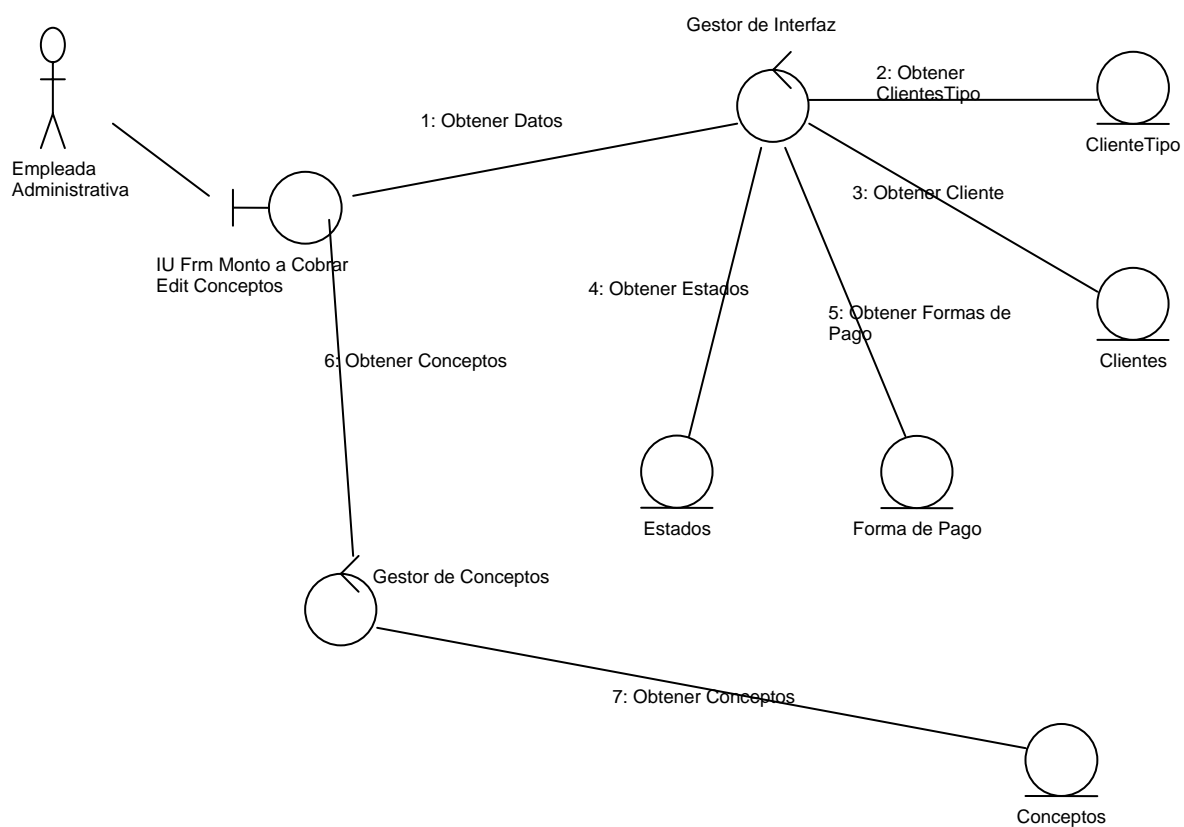 Gestor de Interfaz
2: Obtener
ClientesTipo
1: Obtener Datos
ClienteTipo
Empleada
Administrativa
3: Obtener Cliente
IU Frm Monto a Cobrar
Edit Conceptos
4: Obtener Estados
5: Obtener Formas de
Pago
6: Obtener Conceptos
Clientes
Estados
Forma de Pago
Gestor de Conceptos
7: Obtener Conceptos
Conceptos